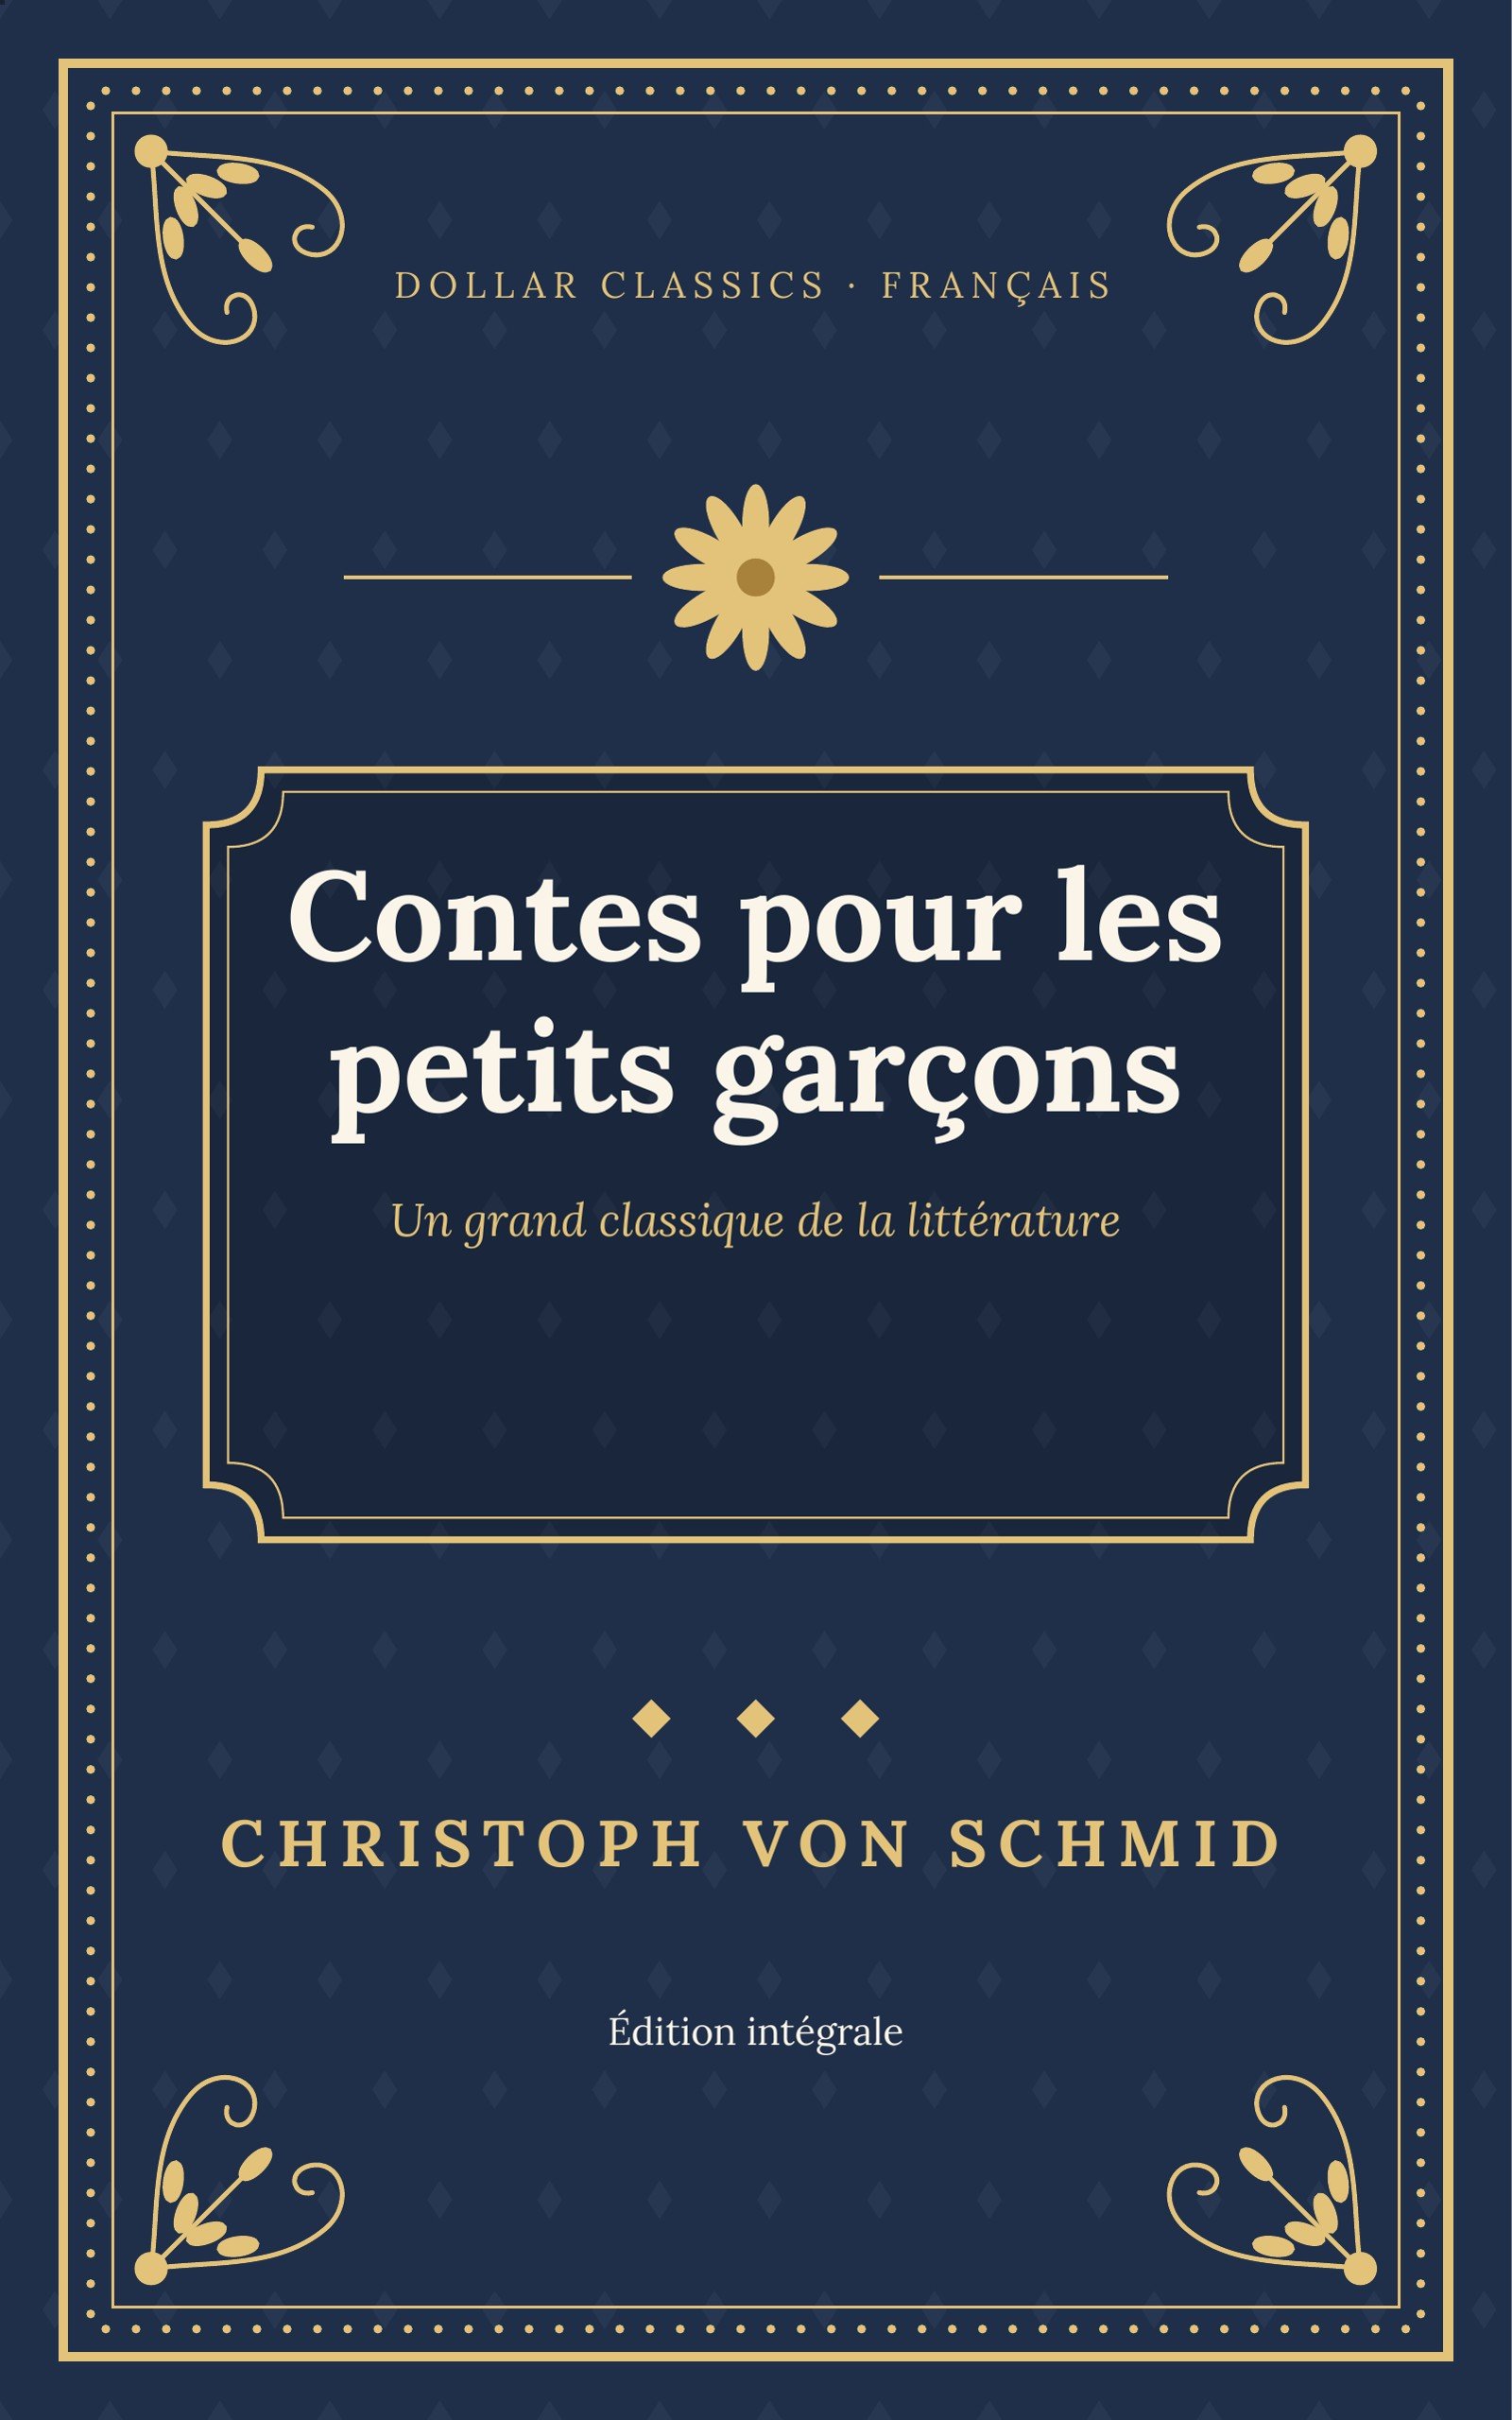 DOLLAR CLASSICS · FRANÇAIS
Contes pour les
petits garçons
Un grand classique de la littérature
CHRISTOPH VON SCHMID
Édition intégrale